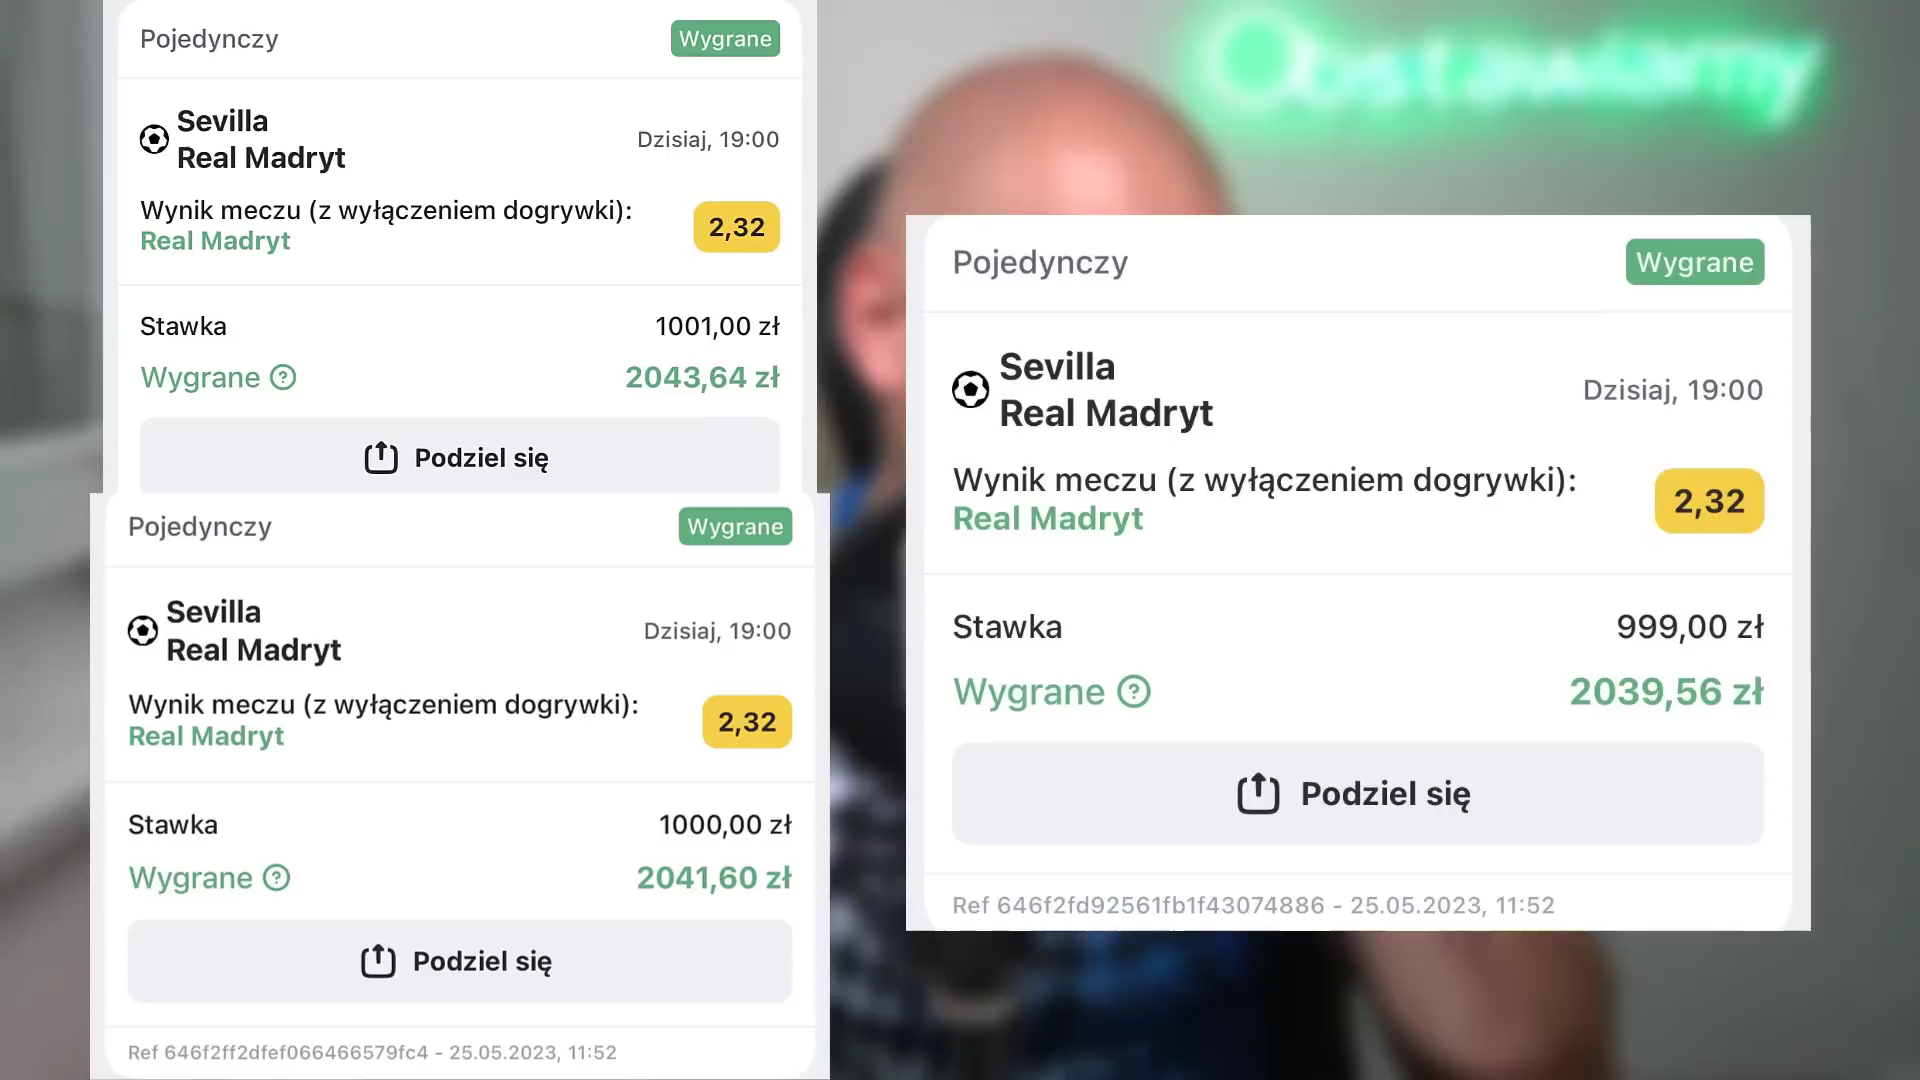 Pojedynczy
Wygrane
Sevilla
Real Madryt
Dzisiaj, 19:00
Wynik meczu (z wyłączeniem dogrywki):
Real Madryt
2,32
Stawka
1001,00 zł
Wygrane ?
2043,64 zł
Podziel się
Pojedynczy
Wygrane
Sevilla
Real Madryt
Dzisiaj, 19:00
Wynik meczu (z wyłączeniem dogrywki):
Real Madryt
2,32
Stawka
1000,00 zł
Wygrane ?
2041,60 zł
Podziel się
Ref 646f2ff2dfef066466579fc4 - 25.05.2023, 11:52
Obstawiamy
Pojedynczy
Wygrane
Sevilla
Real Madryt
Dzisiaj, 19:00
Wynik meczu (z wyłączeniem dogrywki):
Real Madryt
2,32
Stawka
999,00 zł
Wygrane ?
2039,56 zł
Podziel się
Ref 646f2fd92561fb1f43074886 - 25.05.2023, 11:52